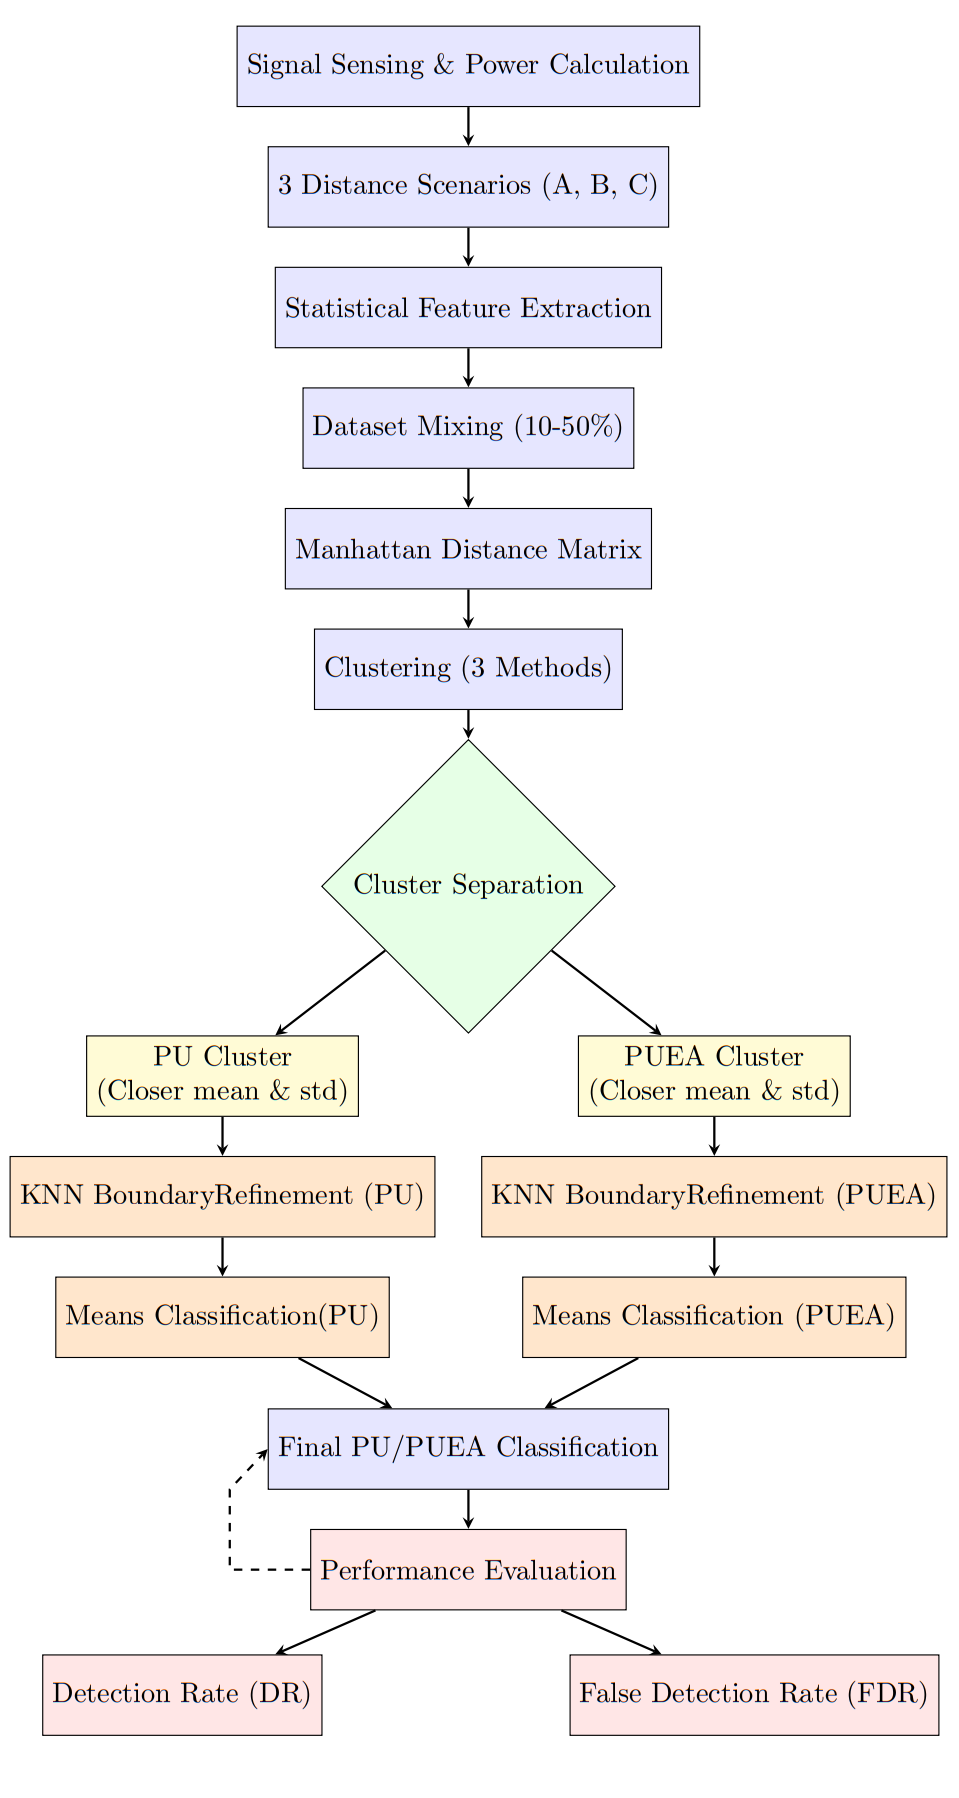 Signal Sensing & Power Calculation
3 Distance Scenarios (A, B, C)
Statistical Feature Extraction
Dataset Mixing (10-50%)
Manhattan Distance Matrix
Clustering (3 Methods)
Cluster Separation
PU Cluster
(Closer mean & std)
PUEA Cluster
(Closer mean & std)
KNN BoundaryRefinement (PU)
KNN BoundaryRefinement (PUEA)
Means Classification(PU)
Means Classification (PUEA)
Final PU/PUEA Classification
Performance Evaluation
Detection Rate (DR)
False Detection Rate (FDR)